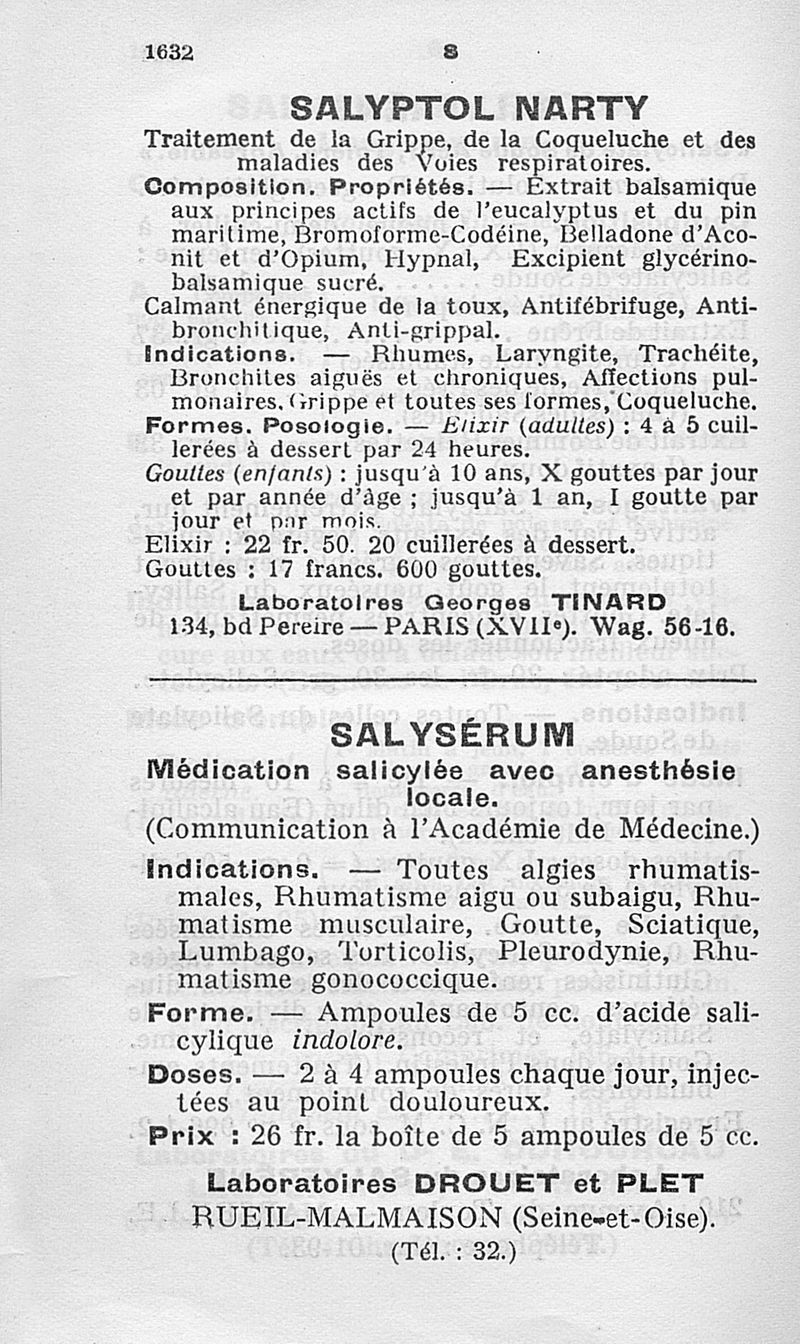 1632 S
SALYPTOL NARTY
Traitement de la Grippe, de la Coqueluche et des
maladies des Voies respiratoires.
Composition. Propriétés. — Extrait balsamique
aux principes actifs de l'eucalyptus et du pin
maritime, Bromoforme-Codéine, Belladone d'Aco-
nit et d'Opium, Hypnal, Excipient glycérino-
balsamique sucré.
Calmant énergique de la toux, Antifébrifuge, Anti-
bronchitique, Anti-grippal.
Indications. — Rhumes, Laryngite, Trachéite,
Bronchites aiguës et chroniques, Affections pul-
monaires, Grippe et toutes ses formes, Coqueluche.
Formes. Posologie. — Elixir (adultes) : 4 à 5 cuil-
lerées à dessert par 24 heures.
Gouttes (enfants) : jusqu'à 10 ans, X gouttes par jour
et par année d'âge ; jusqu'à 1 an, I goutte par
jour et par mois.
Elixir : 22 fr. 50. 20 cuillerées à dessert.
Gouttes : 17 francs. 600 gouttes.
Laboratoires Georges TINARD
134, bd Pereire — PARIS (XVIIe). Wag. 56-16.
SALYSÉRUM
Médication salicylée avec anesthésie
locale.
(Communication à l'Académie de Médecine.)
Indications. — Toutes algies rhumatis-
males, Rhumatisme aigu ou subaigu, Rhu-
matisme musculaire, Goutte, Sciatique,
Lumbago, Torticolis, Pleurodynie, Rhu-
matisme gonococcique.
Forme. — Ampoules de 5 cc. d'acide sali-
cylique indolore.
Doses. — 2 à 4 ampoules chaque jour, injec-
tées au point douloureux.
Prix : 26 fr. la boîte de 5 ampoules de 5 cc.
Laboratoires DROUET et PLET
RUEIL-MALMAISON (Seine-et-Oise).
(Tél. : 32.)